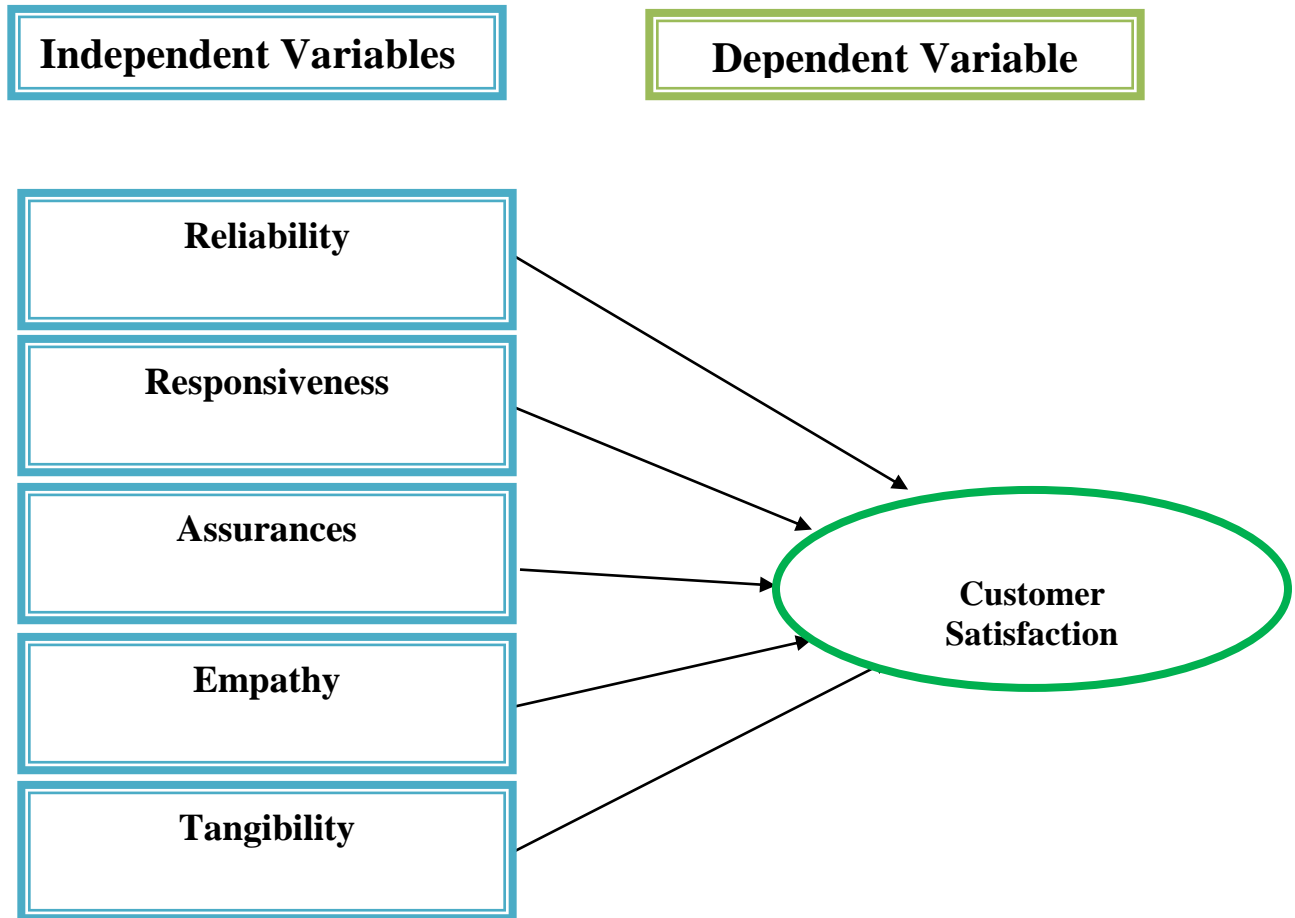 Independent Variables
Dependent Variable
Reliability
Responsiveness
Assurances
Empathy
Tangibility
Customer
Satisfaction